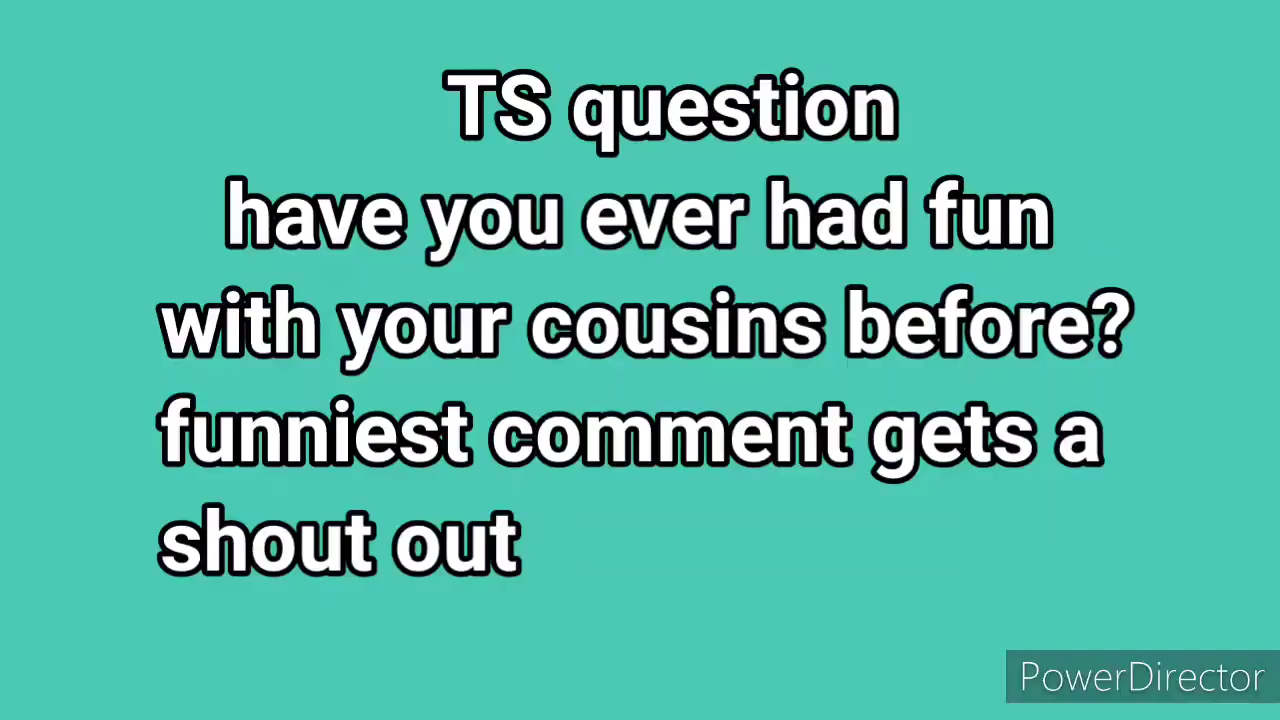 TS question
have you ever had fun
with your cousins before?
funniest comment gets a
shout out
PowerDirector